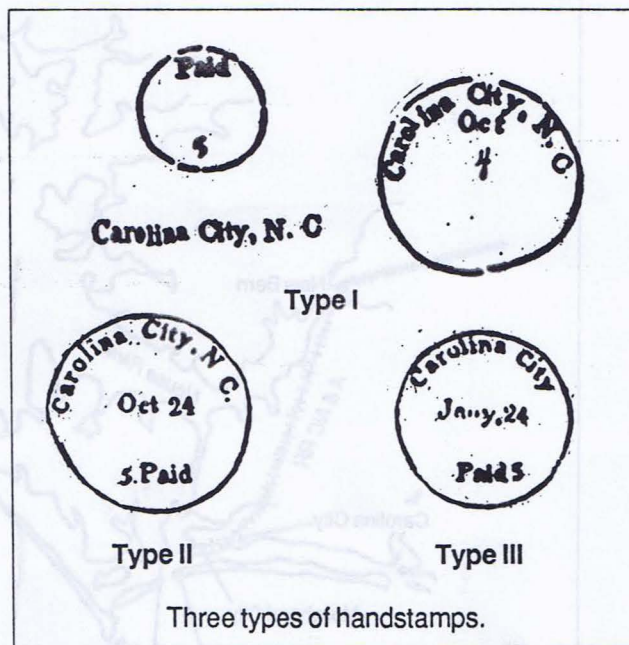 Paid
5
Carolina City, N. C
Carolina City, N. C
Oct
4
Type I
Carolina City, N C.
Oct 24
5. Paid
Type II
Carolina City
Jany, 24
Paid 5
Type III
Three types of handstamps.